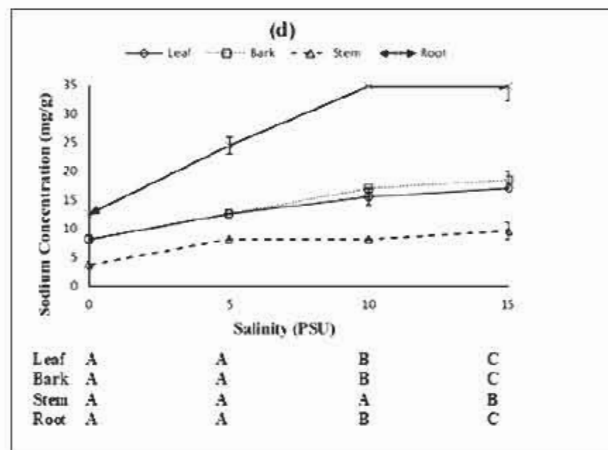 (d)
Leaf Bark Stem Root
Sodium Concentration (mg/g)
35
30
25
20
15
10
5
0
0 5 10 15
Salinity (PSU)
Leaf A A B C
Bark A A B C
Stem A A A B
Root A A B C